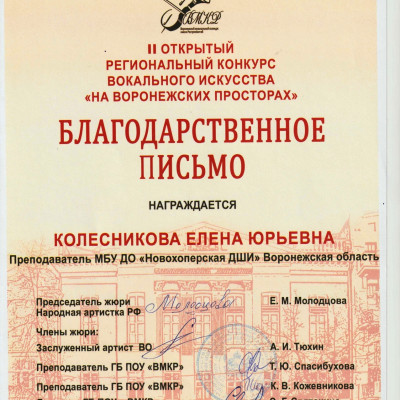 ВМКР
II ОТКРЫТЫЙ
РЕГИОНАЛЬНЫЙ КОНКУРС
ВОКАЛЬНОГО ИСКУССТВА
«НА ВОРОНЕЖСКИХ ПРОСТОРАХ»
БЛАГОДАРСТВЕННОЕ
ПИСЬМО
НАГРАЖДАЕТСЯ
КОЛЕСНИКОВА ЕЛЕНА ЮРЬЕВНА
Преподаватель МБУ ДО «Новохоперская ДШИ» Воронежская область
Председатель жюри
Народная артистка РФ Е. М. Молодцова
Члены жюри:
Заслуженный артист ВО А. И. Тюхин
Преподаватель ГБ ПОУ «ВМКР» Т. Ю. Спасибухова
Преподаватель ГБ ПОУ «ВМКР» К. В. Кожевникова